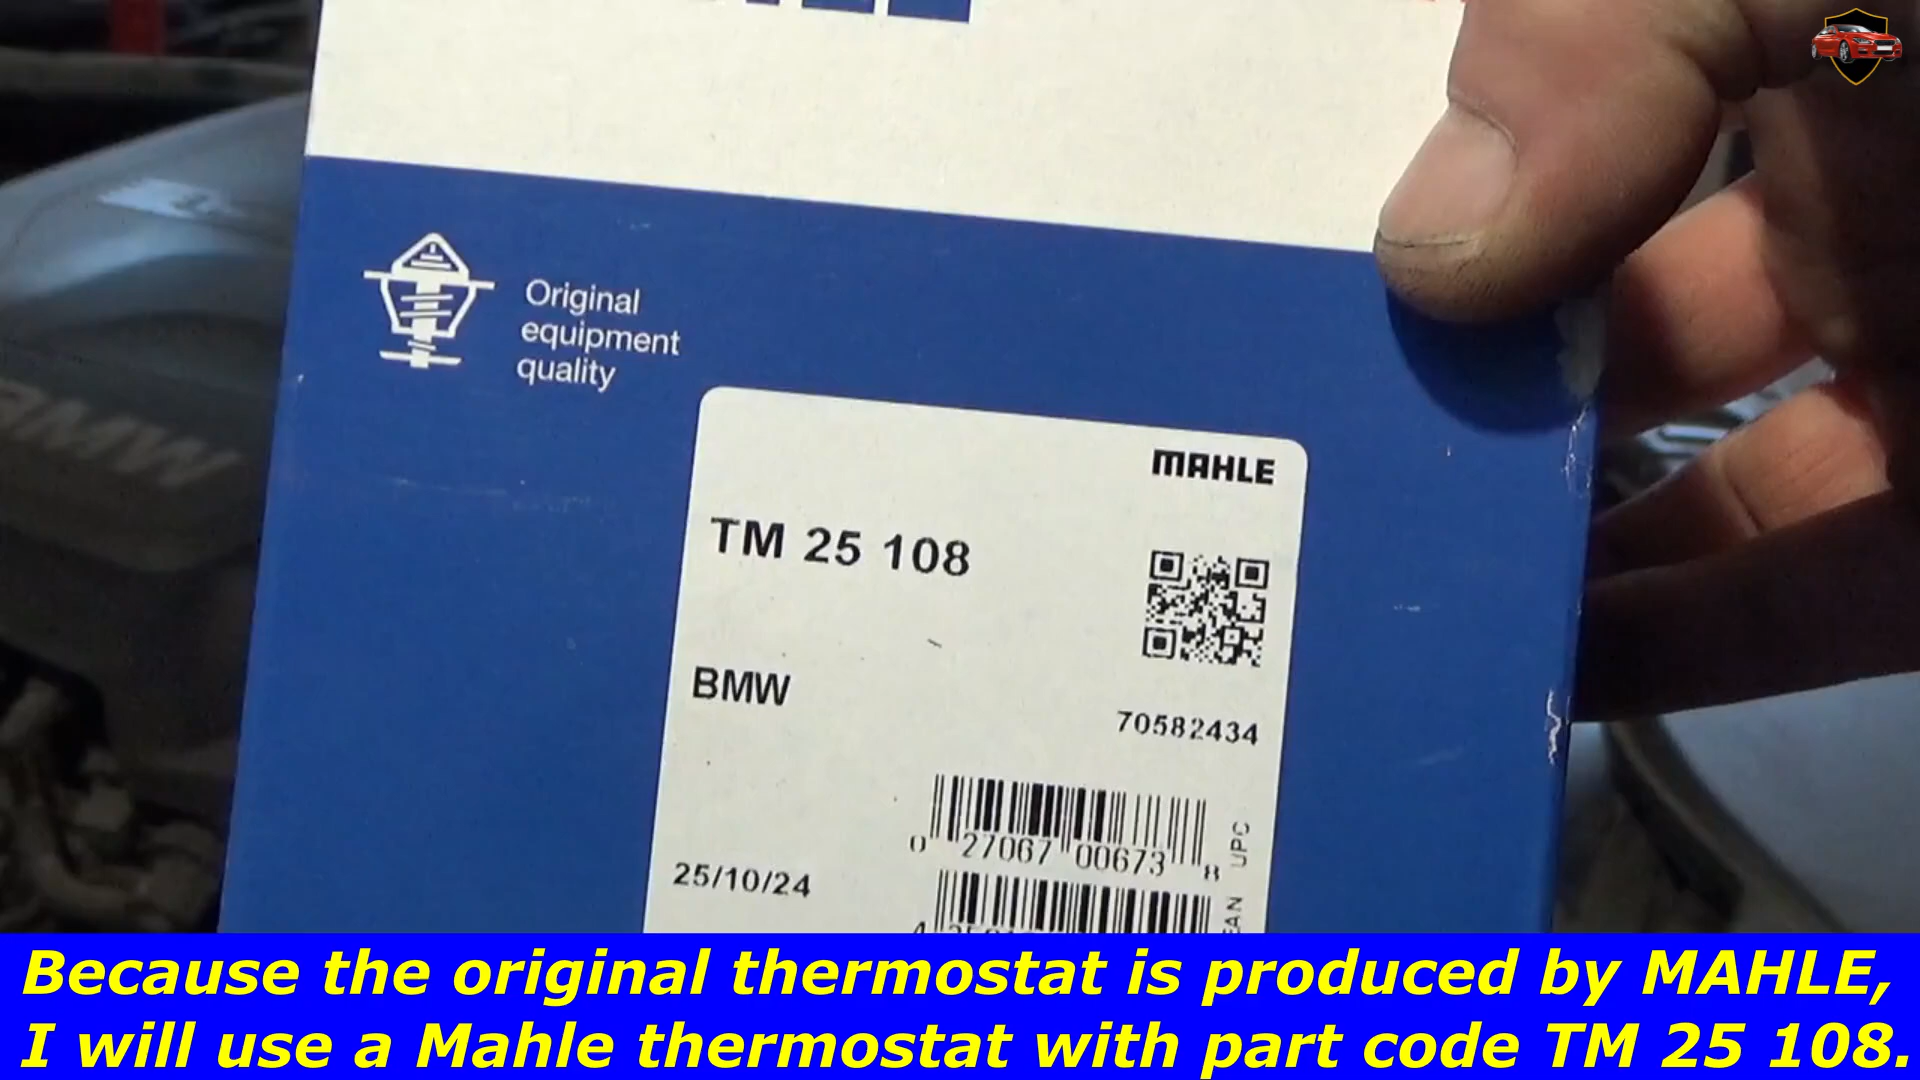 Original
equipment
quality
MAHLE
TM 25 108
BMW
70582434
0 27067 00673 8
UPC
25/10/24
EAN
BMW
Because the original thermostat is produced by MAHLE,
I will use a Mahle thermostat with part code TM 25 108.